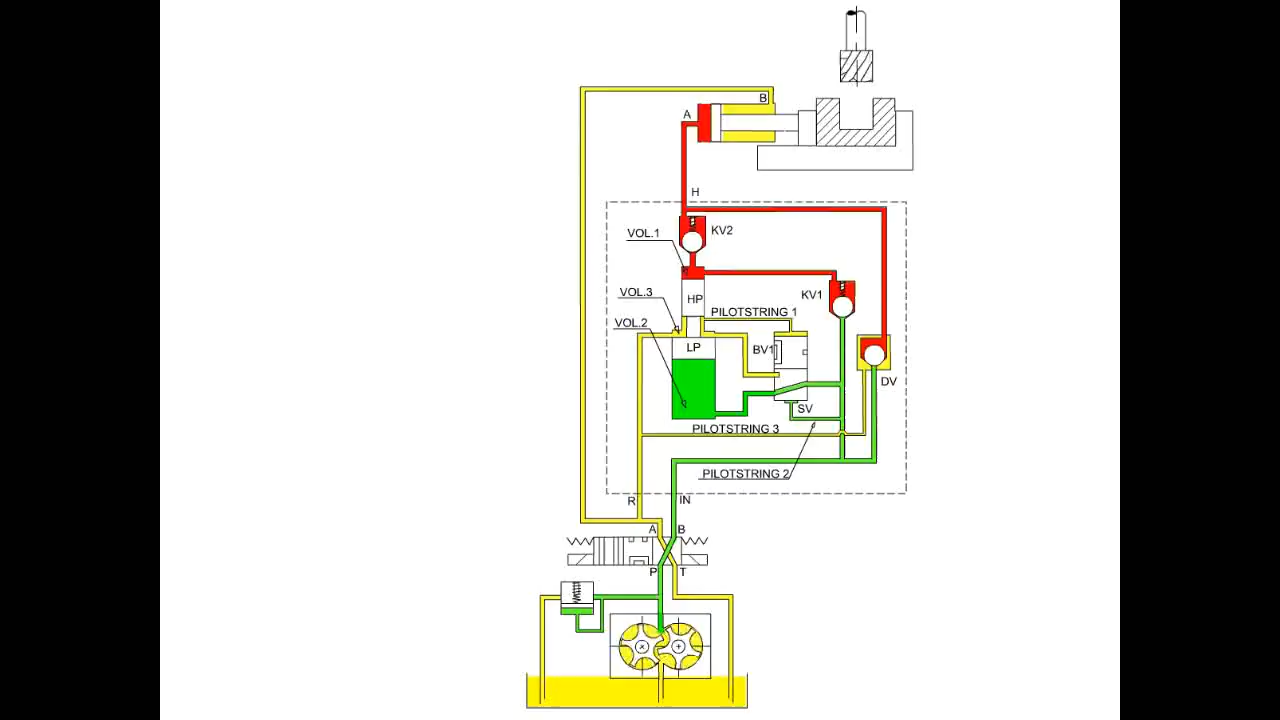 B
A
H
KV2
VOL.1
KV1
VOL.3
HP
PILOTSTRING 1
VOL.2
LP
BV1
DV
SV
PILOTSTRING 3
PILOTSTRING 2
R
IN
A
B
P
T